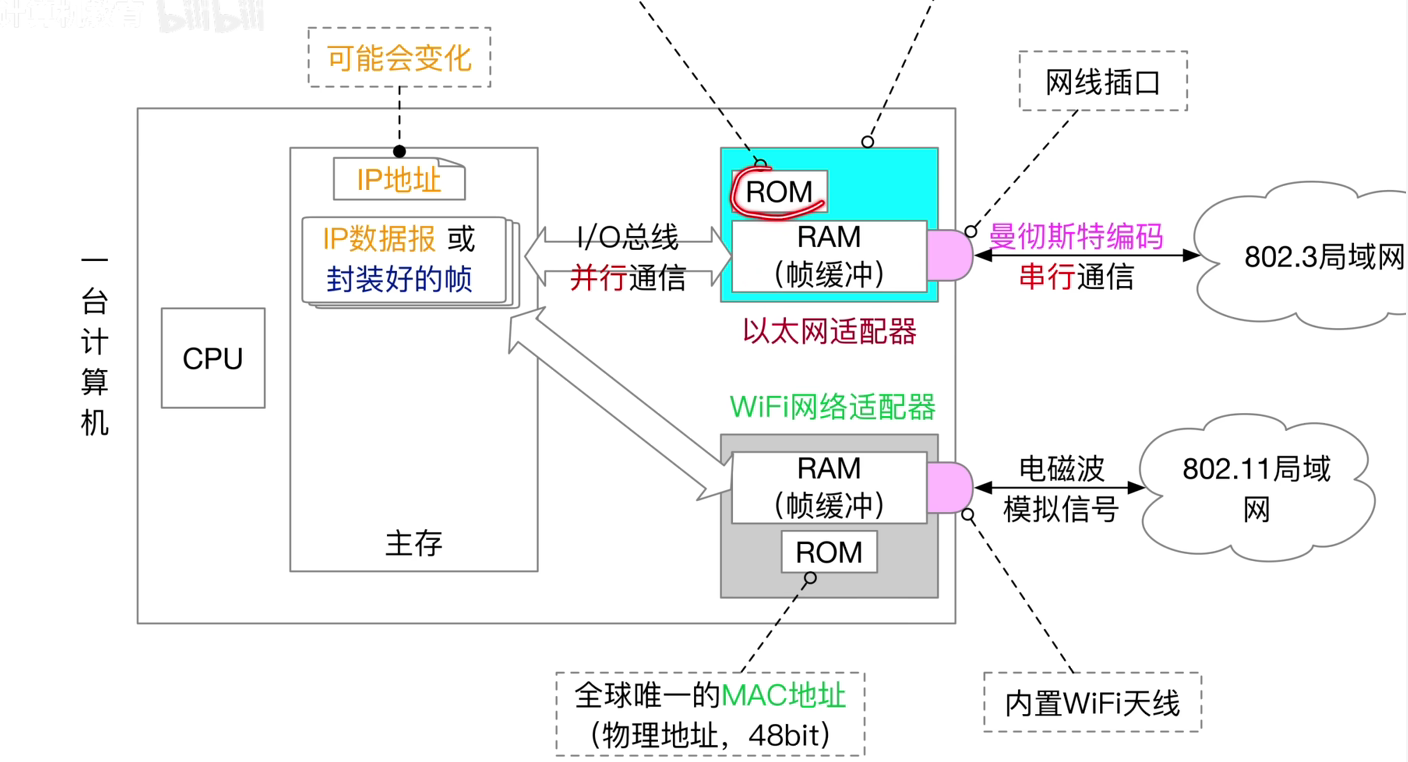 bilibili
可能会变化
网线插口
IP地址
ROM
IP数据报 或
封装好的帧
I/O总线
并行通信
RAM
（帧缓冲）
曼彻斯特编码
串行通信
802.3局域网
以太网适配器
一台计算机
CPU
WiFi网络适配器
RAM
（帧缓冲）
ROM
电磁波
模拟信号
802.11局域
网
主存
全球唯一的MAC地址
（物理地址，48bit）
内置WiFi天线